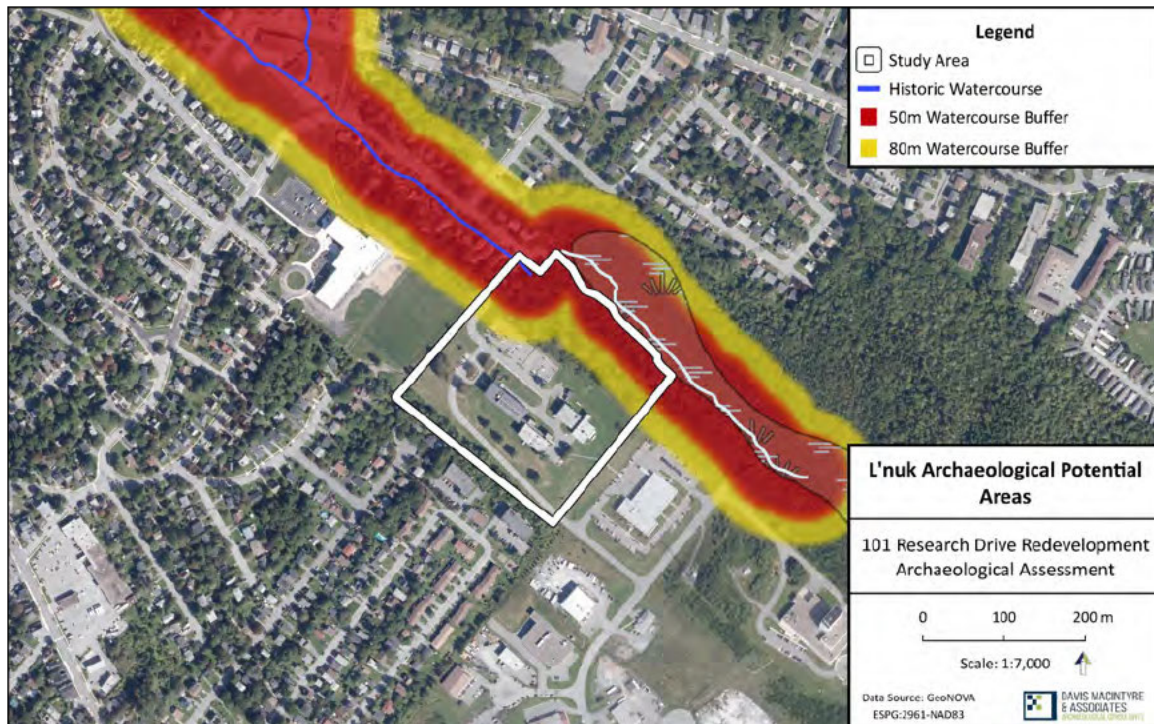 Legend
Study Area
Historic Watercourse
50m Watercourse Buffer
80m Watercourse Buffer
L'nuk Archaeological Potential
Areas
101 Research Drive Redevelopment
Archaeological Assessment
0 100 200 m
Scale: 1:7,000
Data Source: GeoNOVA
ESPG:2961-NAD83
DAVIS MACINTYRE
& ASSOCIATES